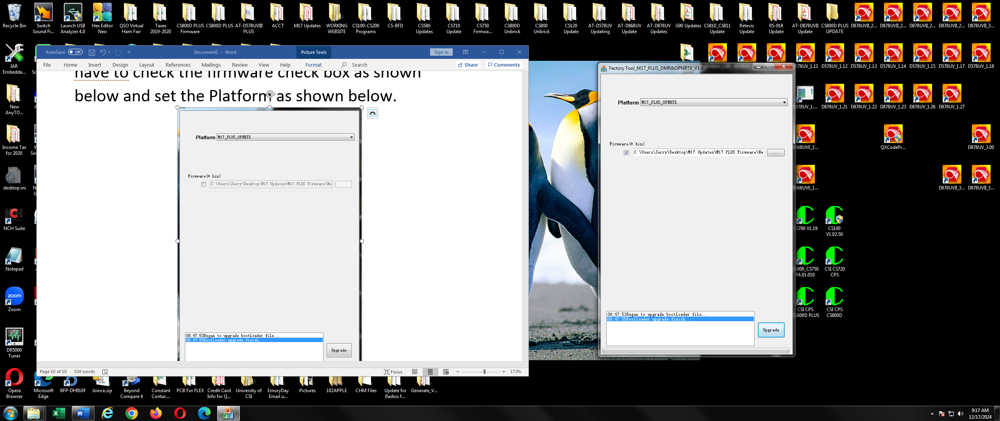 Recycle Bin
Switch Sound Fi...
Launch USB Analyzer 4.0
Hex Editor Neo
QSO Virtual Ham Fair
Taxes 2019-2020
CS800D PLUS Firmware
CS800D PLUS
AT-D578UVIII PLUS
ACCT
M17 Updates
WORKING WEBSITE
CS100-CS200 Programs
CS-BFD
CS580 Updates
CS710 Update
CS750 Firmwa...
CS800D Unbrick
CS800 Unbrick
CS120 Update
AT-D578UV Updating
AT-D868UV Update
AT-D878UV Updates
G90 Updates
CS810_CS811 Update
Retevis Update
RS-918 Update
AT-D878UVII Update
CS800D PLUS UPDATE
D878UVII_2...
D878UVII_2...
D878UVII_2...
D878UVII_2...
D878UVII_3...
IAR Embedde...
New AnyTO...
Income Tax for 2020
desktop.ini
NCH Suite
Notepad
Zoom
DR5000 Tuner
Opera Browser
AutoSave Off
Document1 - Word
Picture Tools
Sign in
File Home Insert Design Layout References Mailings Review View Help Format Search
Share
Comments
have to check the firmware check box as shown
below and set the Platform as shown below.
Platform M17_PLUS_OPNRTX
Firmware(*.bin)
C:\Users\Jerry\Desktop\M17 Updates\M17 PLUS Firmware\Ne
...
08:47:53Began to upgrade bootloader file...
08:47:55Bootloader upgrade finish...
Upgrade
Page 10 of 10 324 words
Focus
172%
Factory Tool_M17_PLUS_DMR&OPNRTX_V1.0
Platform M17_PLUS_OPNRTX
Firmware(*.bin)
C:\Users\Jerry\Desktop\M17 Updates\M17 PLUS Firmware\Ne
...
08:47:53Began to upgrade bootloader file...
08:47:55Bootloader upgrade finish...
Upgrade
578UV_1.11
D578UV_1.12
D578UV_1.13
D578UV_1.14
D578UV_1.15
D578UV_1.17
D578UV_1.18
878UV_1....
D878UV_1.21
D878UV_1.22
D878UV_1.23
D878UV_1.26
D878UV_1.27
868UVE_1...
QXCodePr...
D878UV_3.00
868UVE_1...
D878UVII_3...
D878UVII_3...
S700 V1.19
CS100 V1.02.50
S800_CS750 R4.01.010
CSI CS720 CPS
CSI CPS S800D PLUS
CSI CPS CS800D
Microsoft Edge
BFP-DH910F
Joince.zip
Beyond Compare 4
Constant Contac...
PCB For FLEX
Credit Card Info for Q...
University of CSI
EmoryDay Email u...
Pictures
102APPLE
CHM Files
Update for Radios f...
Generate_V...
9:17 AM
12/17/2024